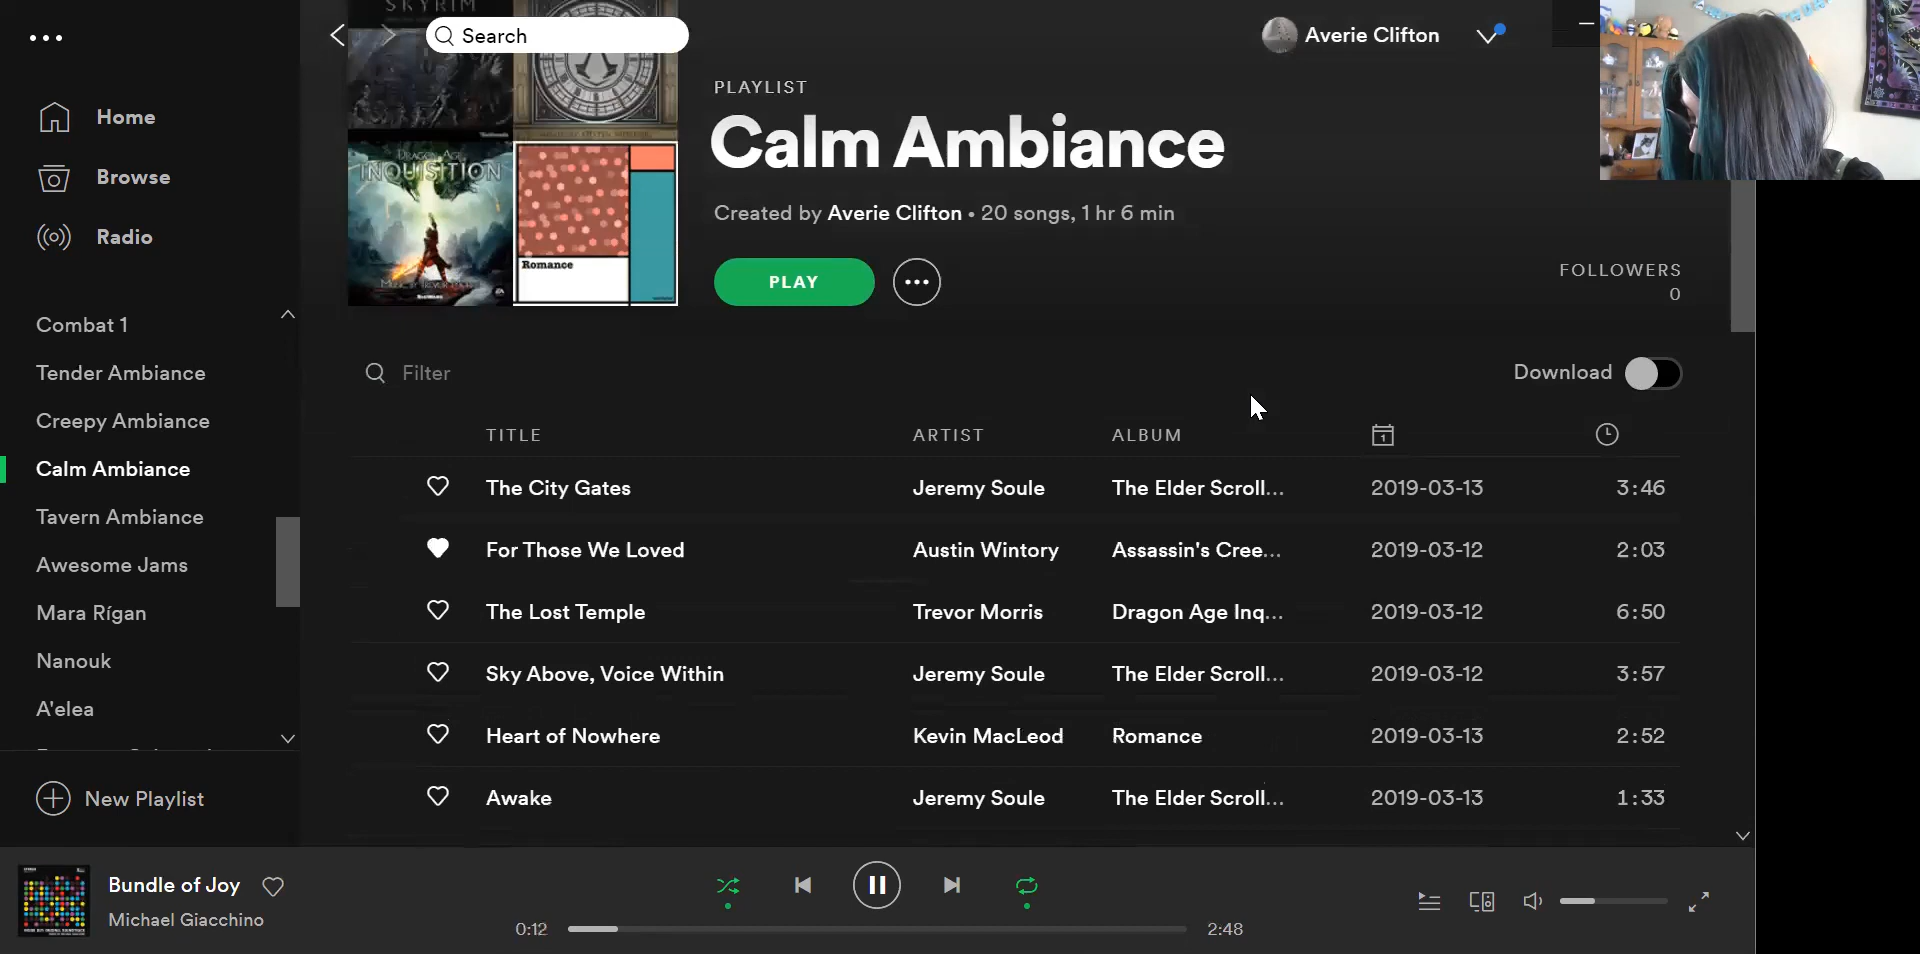 SKYRIM
Search
Averie Clifton
Home
Browse
Radio
Combat 1
Tender Ambiance
Creepy Ambiance
Calm Ambiance
Tavern Ambiance
Awesome Jams
Mara Rígan
Nanouk
A'elea
New Playlist
DRAGON AGE
INQUISITION
Romance
PLAYLIST
Calm Ambiance
Created by Averie Clifton • 20 songs, 1 hr 6 min
PLAY
FOLLOWERS
0
Filter
Download
TITLE ARTIST ALBUM
The City Gates Jeremy Soule The Elder Scroll... 2019-03-13 3:46
For Those We Loved Austin Wintory Assassin's Cree... 2019-03-12 2:03
The Lost Temple Trevor Morris Dragon Age Inq... 2019-03-12 6:50
Sky Above, Voice Within Jeremy Soule The Elder Scroll... 2019-03-12 3:57
Heart of Nowhere Kevin MacLeod Romance 2019-03-13 2:52
Awake Jeremy Soule The Elder Scroll... 2019-03-13 1:33
Bundle of Joy
Michael Giacchino
0:12
2:48